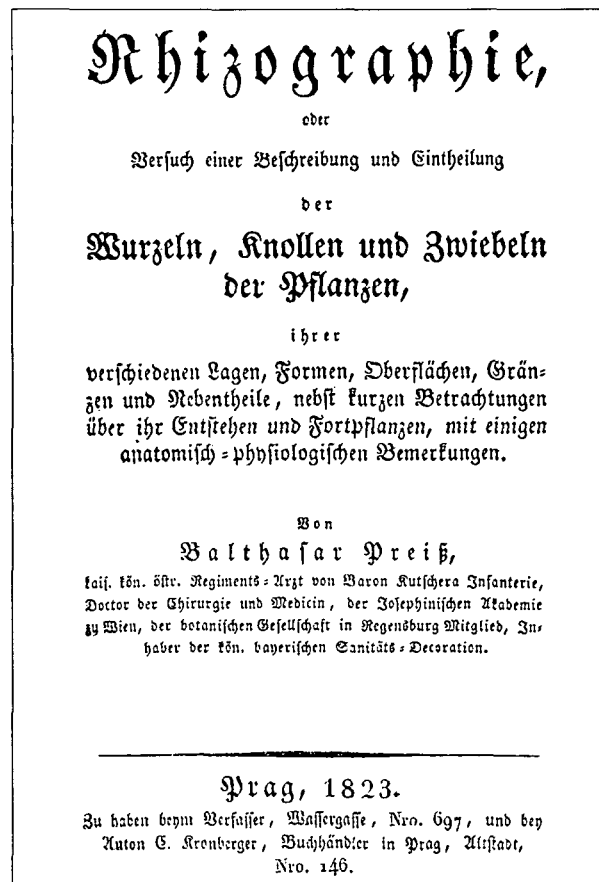 Rhizographie,
oder
Versuch einer Beschreibung und Eintheilung
der
Wurzeln, Knollen und Zwiebeln
der Pflanzen,
ihrer
verschiedenen Lagen, Formen, Oberflächen, Grän-
zen und Nebentheile, nebst kurzen Betrachtungen
über ihr Entstehen und Fortpflanzen, mit einigen
anatomisch-physiologischen Bemerkungen.
Von
Balthasar Preiß,
kais. kön. östr. Regiments-Arzt von Baron Kutschera Infanterie,
Doctor der Chirurgie und Medicin, der Josephinischen Akademie
zu Wien, der botanischen Gesellschaft in Regensburg Mitglied, In-
haber der kön. bayerischen Sanitäts-Decoration.
Prag, 1823.
Zu haben beym Verfasser, Wassergasse, Nro. 697, und bey
Anton C. Kronberger, Buchhändler in Prag, Altstadt,
Nro. 146.